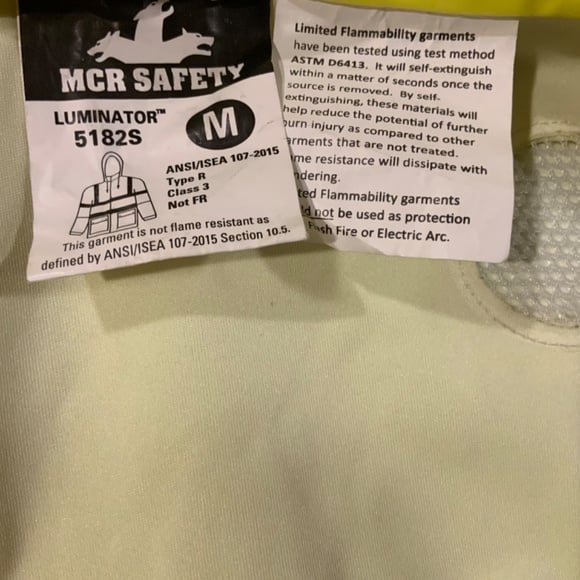 MCR SAFETY
LUMINATOR™
5182S
M
ANSI/ISEA 107-2015
Type R
Class 3
Not FR
This garment is not flame resistant as
defined by ANSI/ISEA 107-2015 Section 10.5.
Limited Flammability garments
have been tested using test method
ASTM D6413. It will self-extinguish
within a matter of seconds once the
source is removed. By self-
extinguishing, these materials will
help reduce the potential of further
burn injury as compared to other
garments that are not treated.
resistance will dissipate with
Flammability garments
not be used as protection
Fire or Electric Arc.